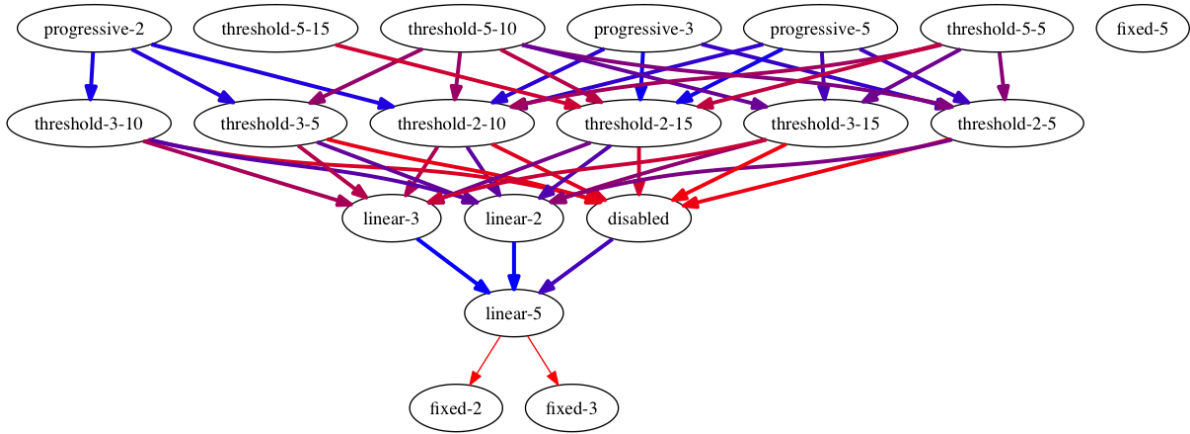 progressive-2
threshold-5-15
threshold-5-10
progressive-3
progressive-5
threshold-5-5
fixed-5
threshold-3-10
threshold-3-5
threshold-2-10
threshold-2-15
threshold-3-15
threshold-2-5
linear-3
linear-2
disabled
linear-5
fixed-2
fixed-3